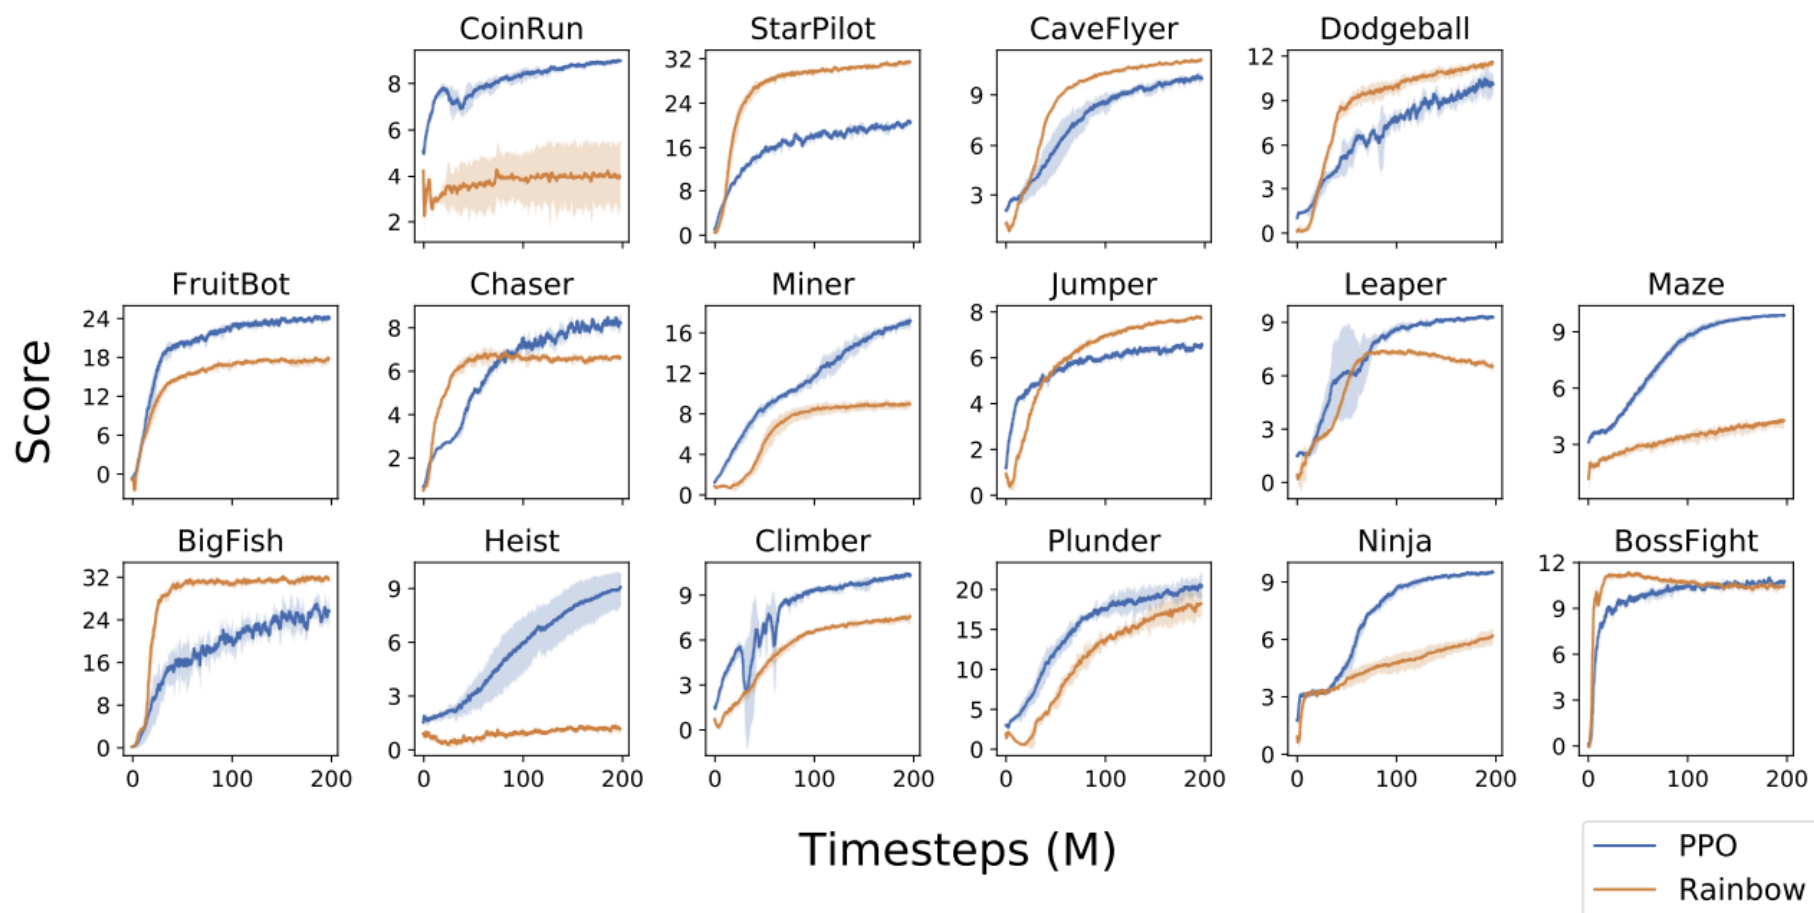 CoinRun StarPilot CaveFlyer Dodgeball
8 6 4 2
32 24 16 8 0
9 6 3
12 9 6 3 0
FruitBot Chaser Miner Jumper Leaper Maze
24 18 12 6 0
8 6 4 2
16 12 8 4 0
8 6 4 2 0
9 6 3 0
9 6 3
Score
BigFish Heist Climber Plunder Ninja BossFight
32 24 16 8 0
9 6 3 0
9 6 3 0
20 15 10 5 0
9 6 3 0
12 9 6 3 0
0 100 200 0 100 200 0 100 200 0 100 200 0 100 200 0 100 200
Timesteps (M)
PPO
Rainbow